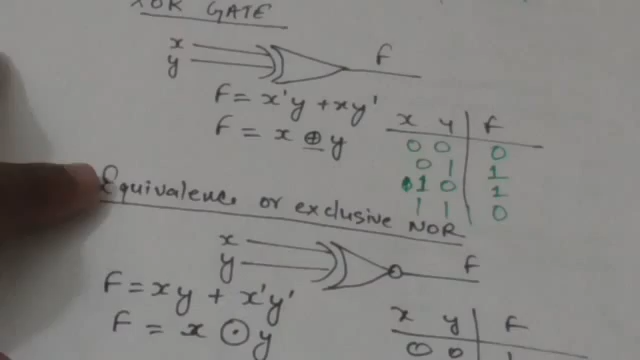 XOR GATE
x
y
F
F = x'y + xy'
F = x ⊕ y
x y F
0 0 0
0 1 1
1 0 1
1 1 0
Equivalence or exclusive NOR
x
y
F
F = xy + x'y'
F = x ⊙ y
x y F
0 0